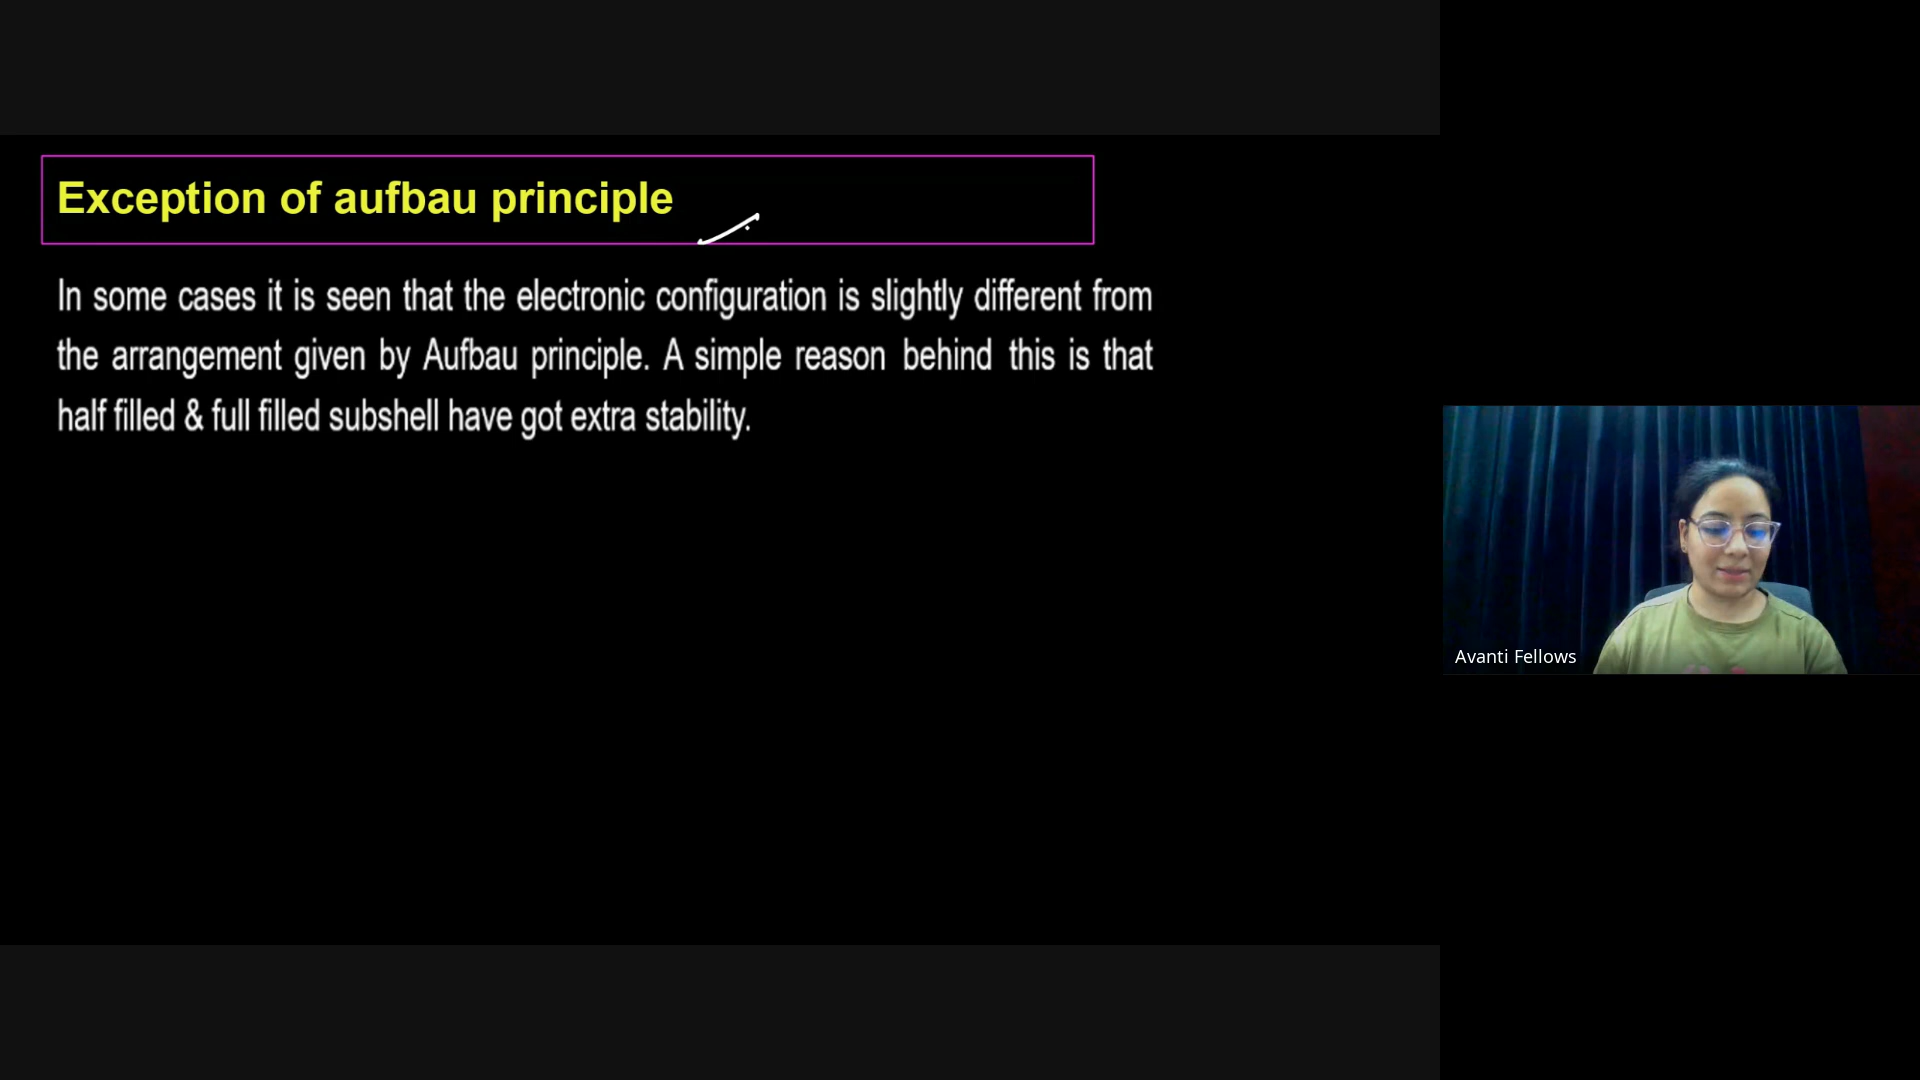 Exception of aufbau principle
In some cases it is seen that the electronic configuration is slightly different from
the arrangement given by Aufbau principle. A simple reason behind this is that
half filled & full filled subshell have got extra stability.
Avanti Fellows